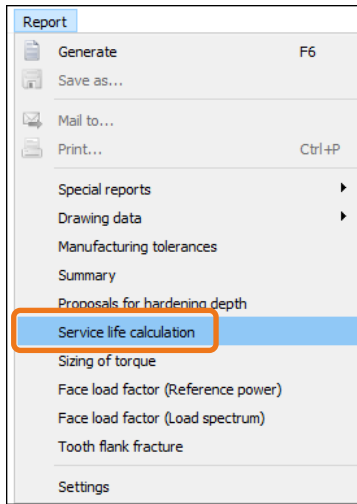 Report
Generate F6
Save as...
Mail to...
Print... Ctrl+P
Special reports
Drawing data
Manufacturing tolerances
Summary
Proposals for hardening depth
Service life calculation
Sizing of torque
Face load factor (Reference power)
Face load factor (Load spectrum)
Tooth flank fracture
Settings